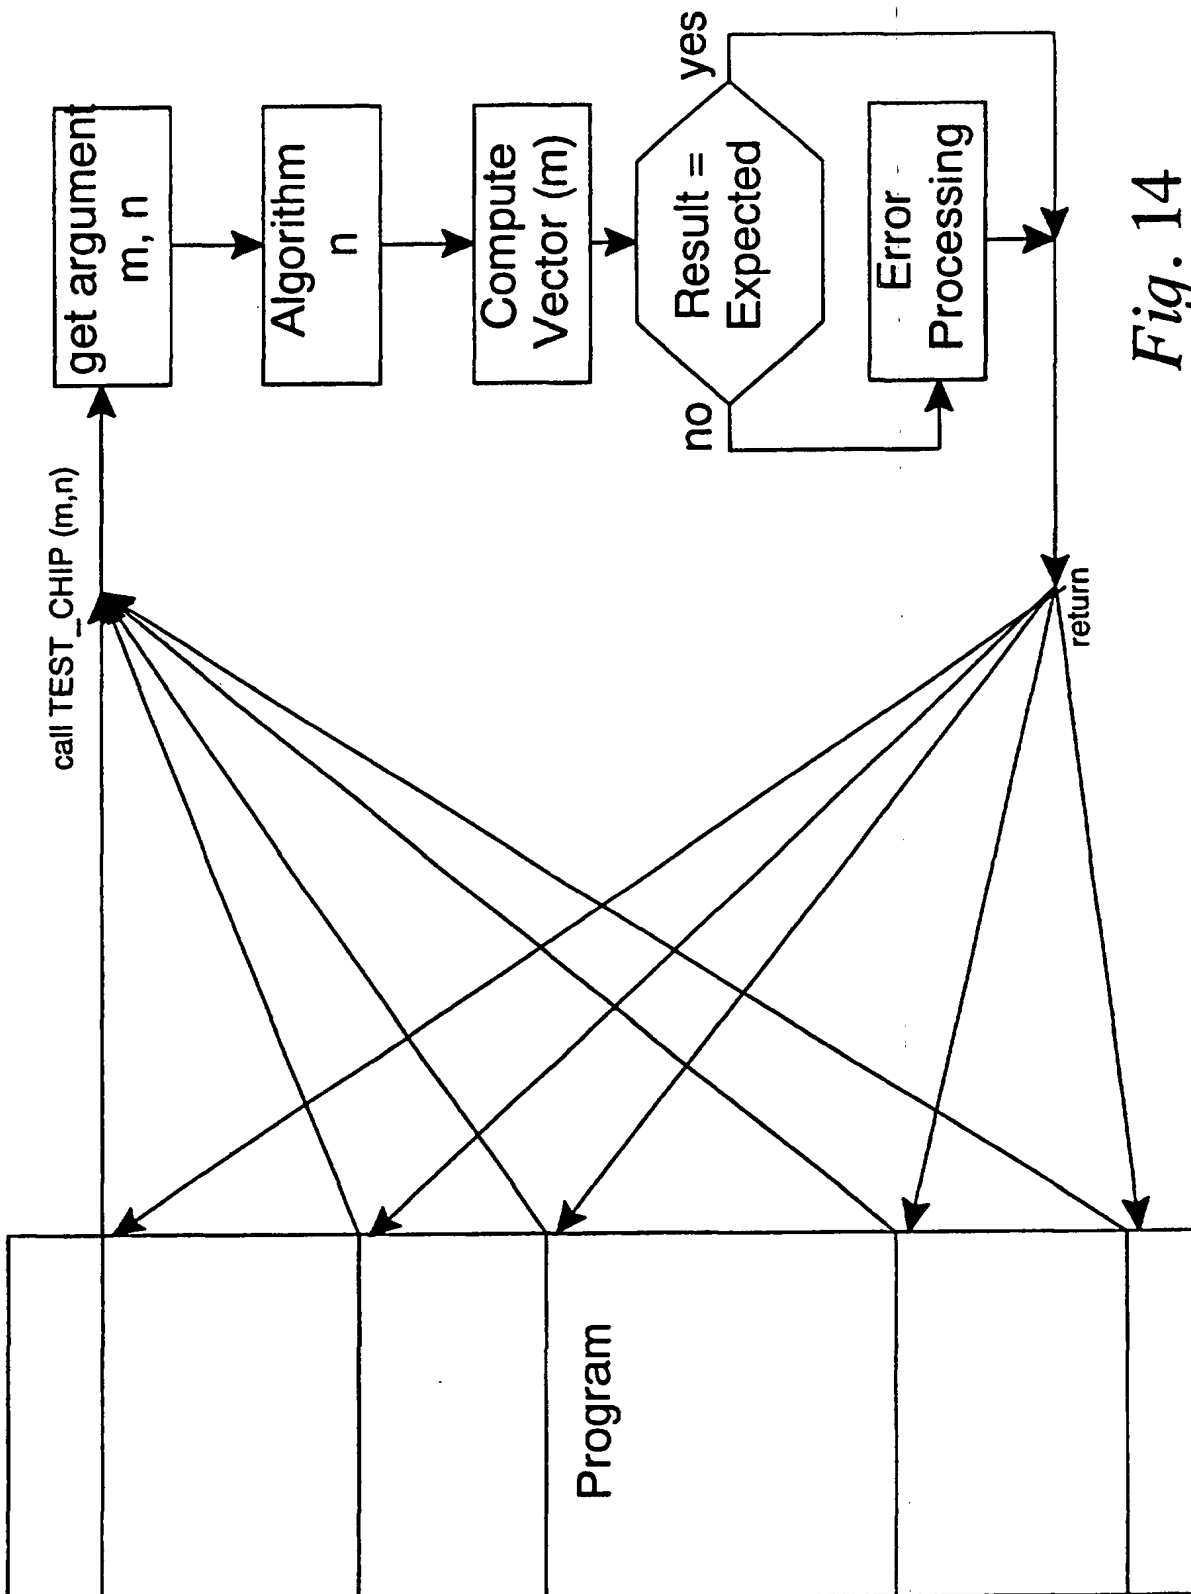 call TEST_CHIP (m,n)
get argument
m, n
Algorithm
n
Compute
Vector (m)
Result =
Expected
yes
no
Error
Processing
return
Program
Fig. 14